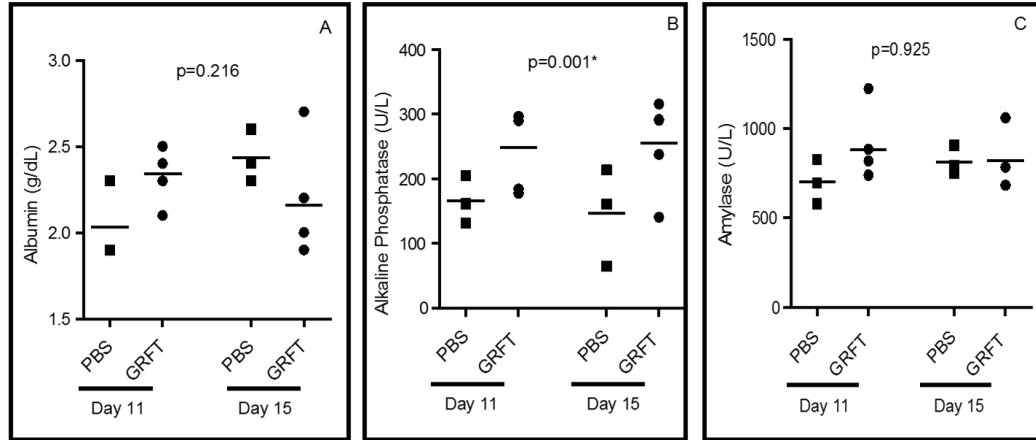 A
3.0
p=0.216
2.5
2.0
1.5
Albumin (g/dL)
PBS
GRFT
PBS
GRFT
Day 11
Day 15
B
400
p=0.001*
300
200
100
0
Alkaline Phosphatase (U/L)
PBS
GRFT
PBS
GRFT
Day 11
Day 15
C
1500
p=0.925
1000
500
0
Amylase (U/L)
PBS
GRFT
PBS
GRFT
Day 11
Day 15